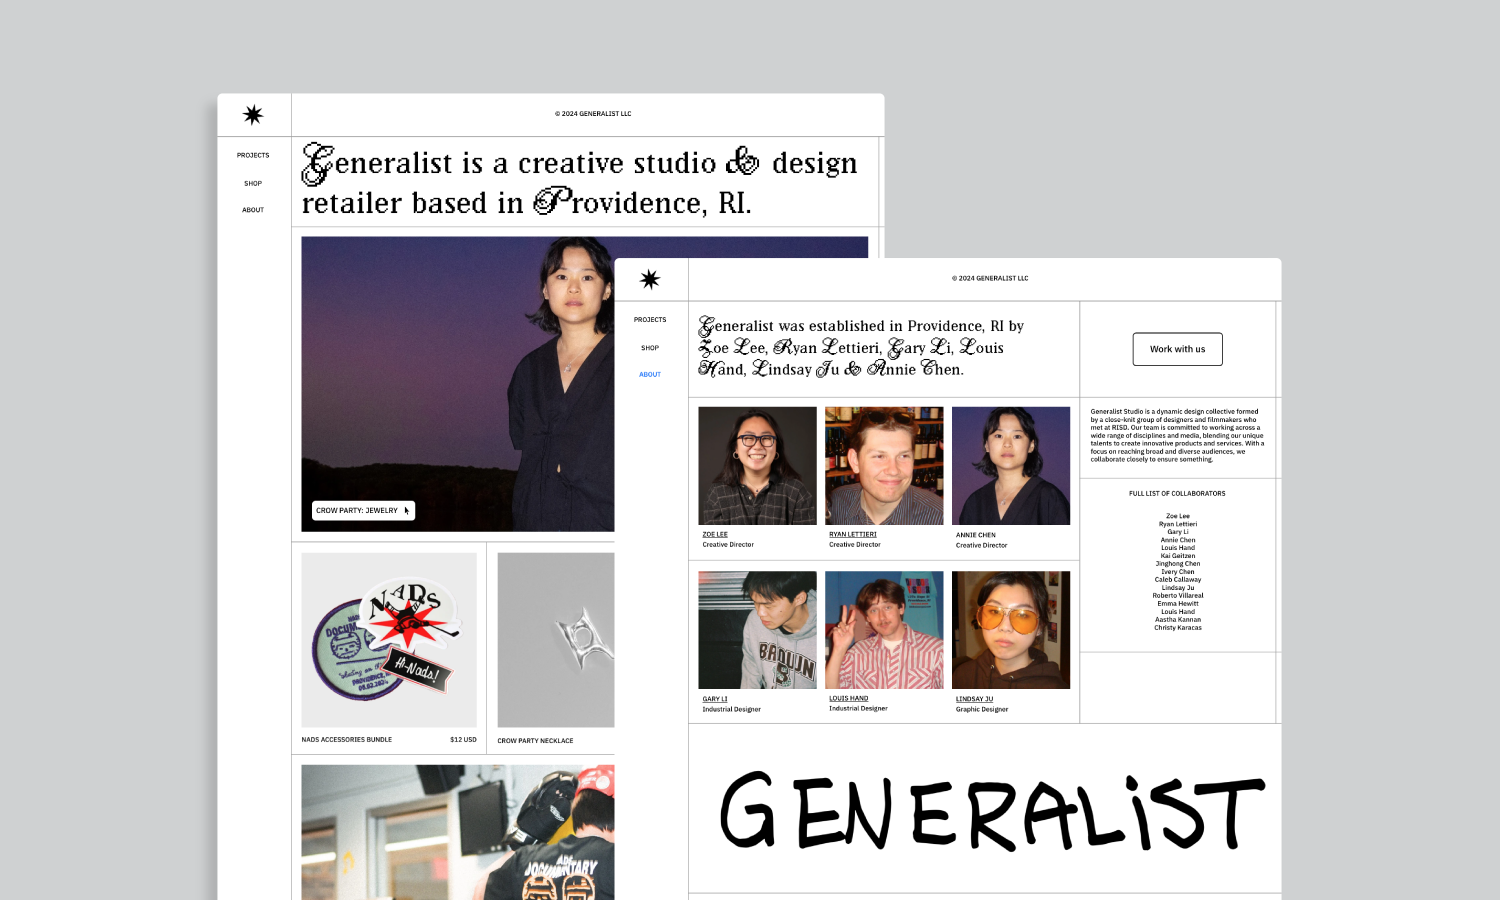 © 2024 GENERALIST LLC
PROJECTS
SHOP
ABOUT
Generalist is a creative studio & design
retailer based in Providence, RI.
CROW PARTY: JEWELRY
NADS
DOCUM
Hi-Nads!
PROVIDENCE,
NADS ACCESSORIES BUNDLE
$12 USD
CROW PARTY NECKLACE
NADS
DOCUMENTARY
© 2024 GENERALIST LLC
PROJECTS
SHOP
ABOUT
Generalist was established in Providence, RI by
Zoe Lee, Ryan Lettieri, Gary Li, Louis
Hand, Lindsay Ju & Annie Chen.
Work with us
ZOE LEE
Creative Director
RYAN LETTIERI
Creative Director
ANNIE CHEN
Creative Director
BROWN
GARY LI
Industrial Designer
LOUIS HAND
Industrial Designer
LINDSAY JU
Graphic Designer
Generalist Studio is a dynamic design collective formed
by a close-knit group of designers and filmmakers who
met at RISD. Our team is committed to working across a
wide range of disciplines and media, blending our unique
talents to create innovative products and services. With a
focus on reaching broad and diverse audiences, we
collaborate closely to ensure something.
FULL LIST OF COLLABORATORS
Zoe Lee
Ryan Lettieri
Gary Li
Annie Chen
Louis Hand
Kai Geitzen
Jinghong Chen
Ivery Chen
Caleb Callaway
Lindsay Ju
Roberto Villareal
Emma Hewitt
Louis Hand
Aastha Kannan
Christy Karacas
GENERALIST